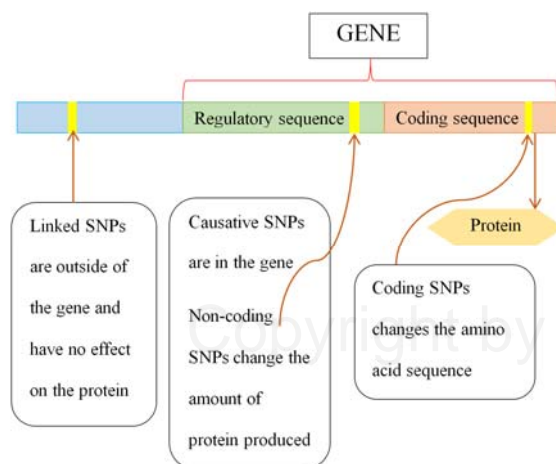 GENE
Regulatory sequence
Coding sequence
Protein
Linked SNPs
are outside of
the gene and
have no effect
on the protein
Causative SNPs
are in the gene
Non-coding
SNPs change the
amount of
protein produced
Coding SNPs
changes the amino
acid sequence
Copyright by